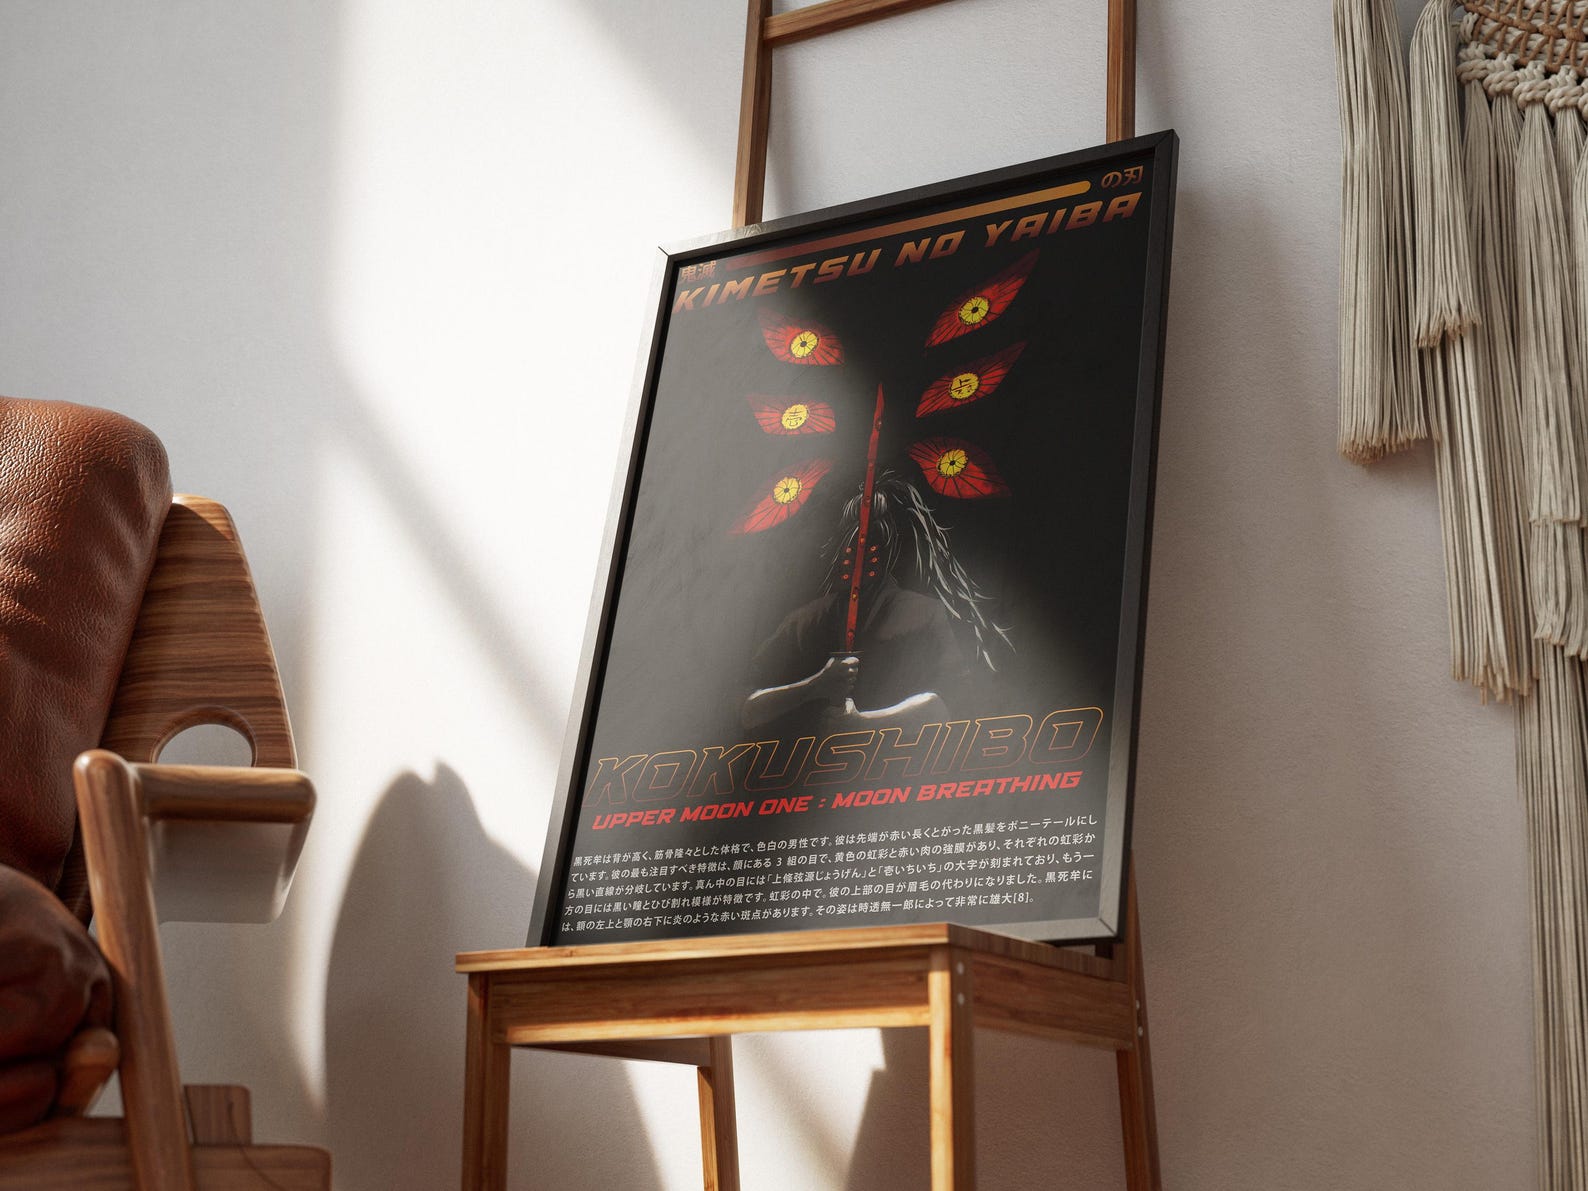 鬼滅 の刃
KIMETSU NO YAIBA
上弦
壱
KOKUSHIBO
UPPER MOON ONE : MOON BREATHING
黒死牟は背が高く、筋骨隆々とした体格で、色白の男性です。彼は先端が赤い長くとがった黒髪をポニーテールにし
ています。彼の最も注目すべき特徴は、顔にある 3 組の目で、黄色の虹彩と赤い肉の強膜があり、それぞれの虹彩か
ら黒い直線が分岐しています。真ん中の目には「上條弦源じょうげん」と「壱いちいち」の大字が刻まれており、もう一
方の目には黒い瞳とひび割れ模様が特徴です。虹彩の中で。彼の上部の目が眉毛の代わりになりました。黒死牟に
は、額の左上と顎の右下に炎のような赤い斑点があります。その姿は時透無一郎によって非常に雄大[8]。